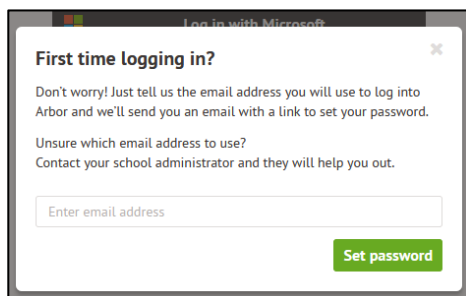 Log in with Microsoft
First time logging in?
Don't worry! Just tell us the email address you will use to log into
Arbor and we'll send you an email with a link to set your password.
Unsure which email address to use?
Contact your school administrator and they will help you out.
Enter email address
Set password